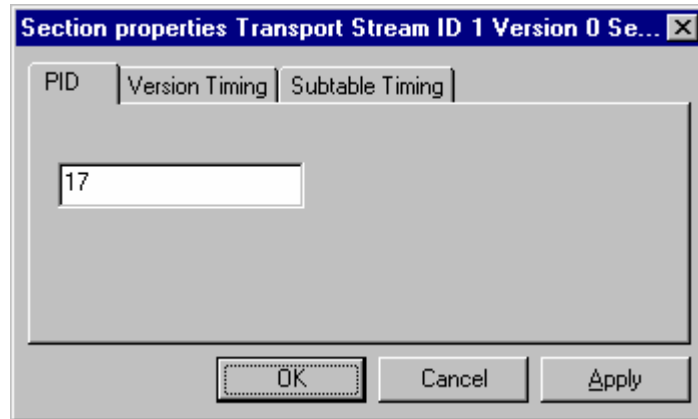 Section properties Transport Stream ID 1 Version 0 Se...
PID Version Timing Subtable Timing
17
OK Cancel Apply